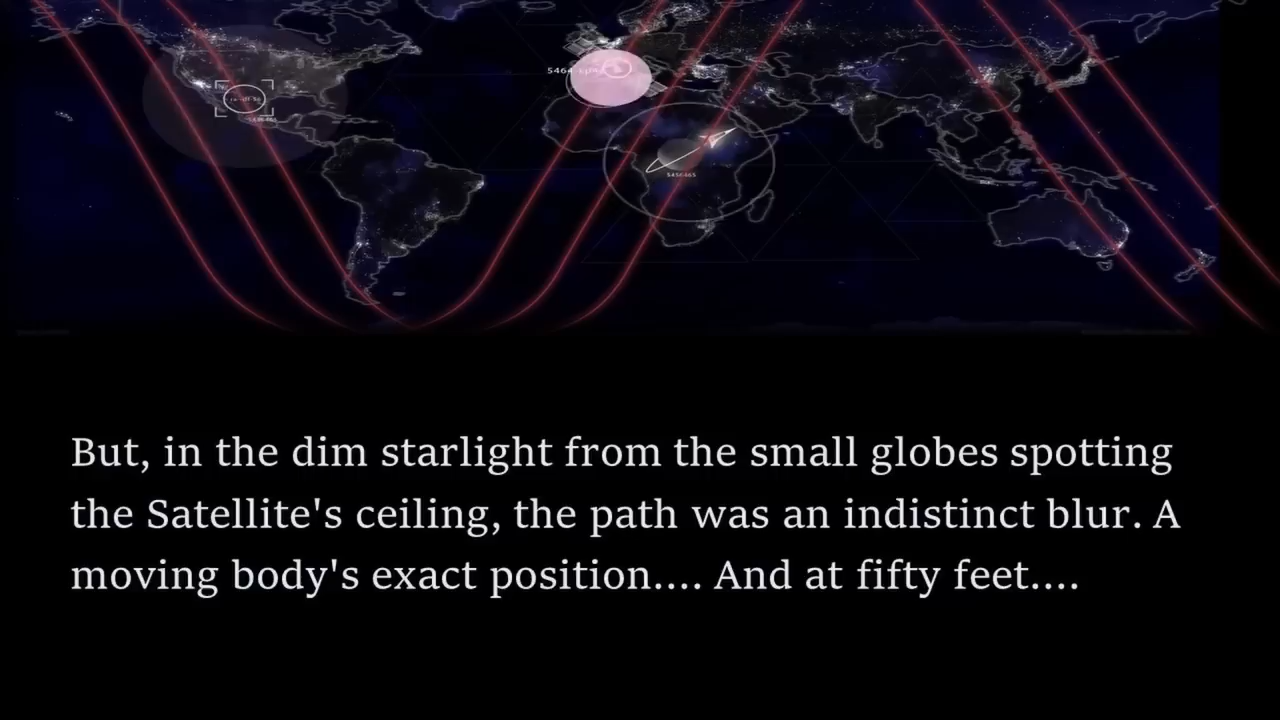 But, in the dim starlight from the small globes spotting
the Satellite's ceiling, the path was an indistinct blur. A
moving body's exact position.... And at fifty feet....